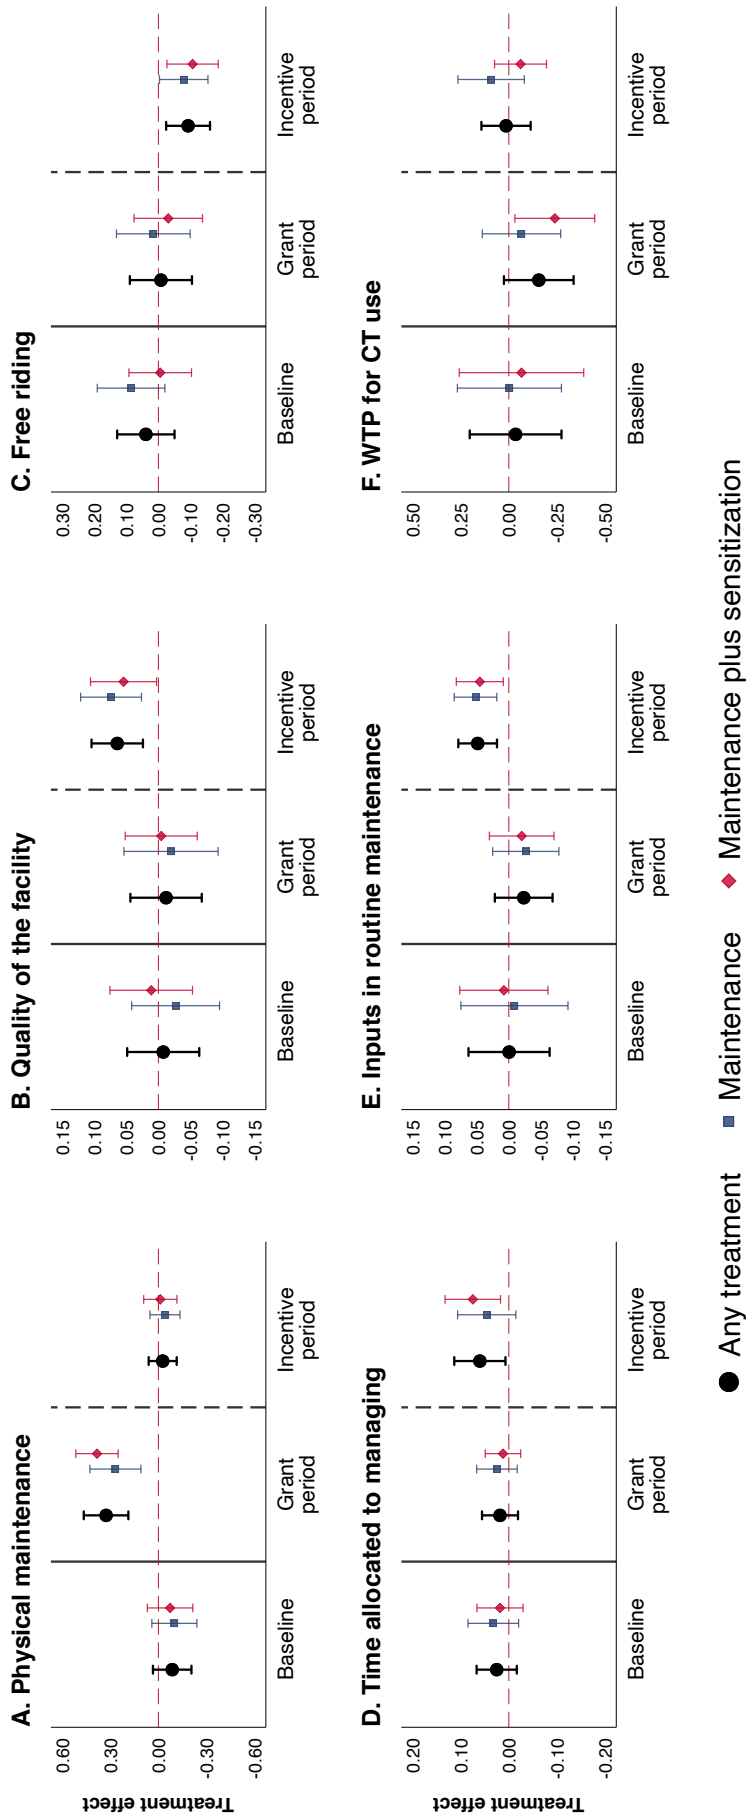 A. Physical maintenance
Treatment effect
0.60
0.30
0.00
-0.30
-0.60
Baseline
Grant
period
Incentive
period
B. Quality of the facility
0.15
0.10
0.05
0.00
-0.05
-0.10
-0.15
Baseline
Grant
period
Incentive
period
C. Free riding
0.30
0.20
0.10
0.00
-0.10
-0.20
-0.30
Baseline
Grant
period
Incentive
period
D. Time allocated to managing
Treatment effect
0.20
0.10
0.00
-0.10
-0.20
Baseline
Grant
period
Incentive
period
E. Inputs in routine maintenance
0.15
0.10
0.05
0.00
-0.05
-0.10
-0.15
Baseline
Grant
period
Incentive
period
F. WTP for CT use
0.50
0.25
0.00
-0.25
-0.50
Baseline
Grant
period
Incentive
period
Any treatment
Maintenance
Maintenance plus sensitization